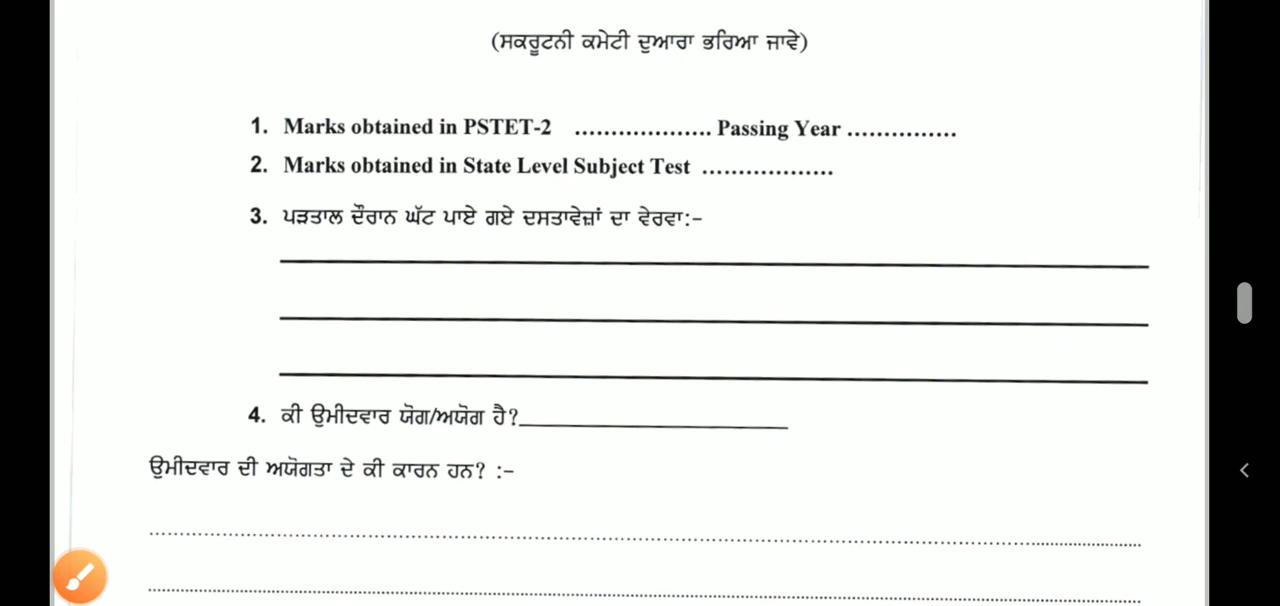 (ਸਕਰੂਟਨੀ ਕਮੇਟੀ ਦੁਆਰਾ ਭਰਿਆ ਜਾਵੇ)
1. Marks obtained in PSTET-2 ................... Passing Year ...............
2. Marks obtained in State Level Subject Test ..................
3. ਪੜਤਾਲ ਦੌਰਾਨ ਘੱਟ ਪਾਏ ਗਏ ਦਸਤਾਵੇਜ਼ਾਂ ਦਾ ਵੇਰਵਾ:-
4. ਕੀ ਉਮੀਦਵਾਰ ਯੋਗ/ਅਯੋਗ ਹੈ?____________________
ਉਮੀਦਵਾਰ ਦੀ ਅਯੋਗਤਾ ਦੇ ਕੀ ਕਾਰਨ ਹਨ? :-